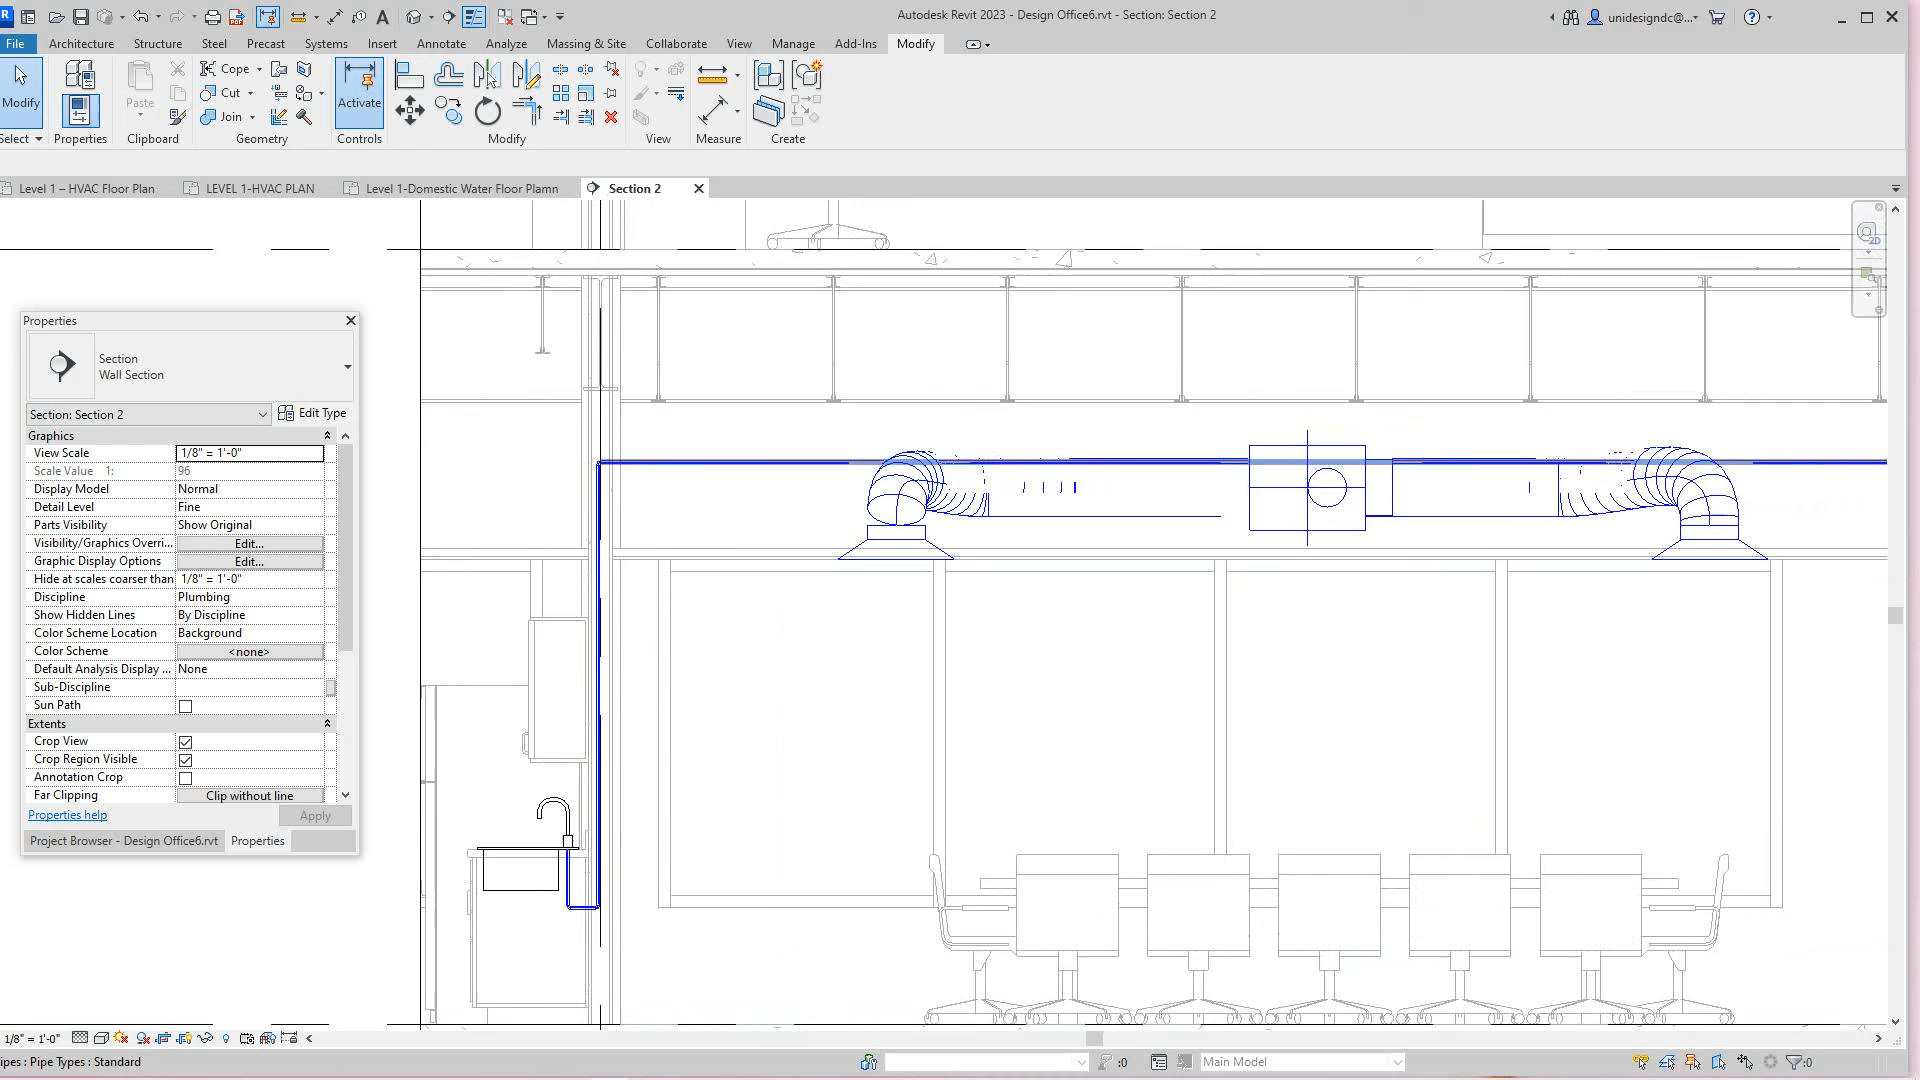 R
Autodesk Revit 2023 - Design Office6.rvt - Section: Section 2
unidesigndc@...
File Architecture Structure Steel Precast Systems Insert Annotate Analyze Massing & Site Collaborate View Manage Add-Ins Modify
Modify
Paste
Cope
Cut
Join
Activate
Select Properties Clipboard Geometry Controls Modify View Measure Create
Level 1 – HVAC Floor Plan LEVEL 1-HVAC PLAN Level 1-Domestic Water Floor Plamn Section 2
2D
Properties
Section
Wall Section
Section: Section 2 Edit Type
Graphics
View Scale 1/8" = 1'-0"
Scale Value 1: 96
Display Model Normal
Detail Level Fine
Parts Visibility Show Original
Visibility/Graphics Overri... Edit...
Graphic Display Options Edit...
Hide at scales coarser than 1/8" = 1'-0"
Discipline Plumbing
Show Hidden Lines By Discipline
Color Scheme Location Background
Color Scheme <none>
Default Analysis Display ... None
Sub-Discipline
Sun Path
Extents
Crop View
Crop Region Visible
Annotation Crop
Far Clipping Clip without line
Properties help Apply
Project Browser - Design Office6.rvt Properties
1/8" = 1'-0"
ipes : Pipe Types : Standard :0 Main Model :0